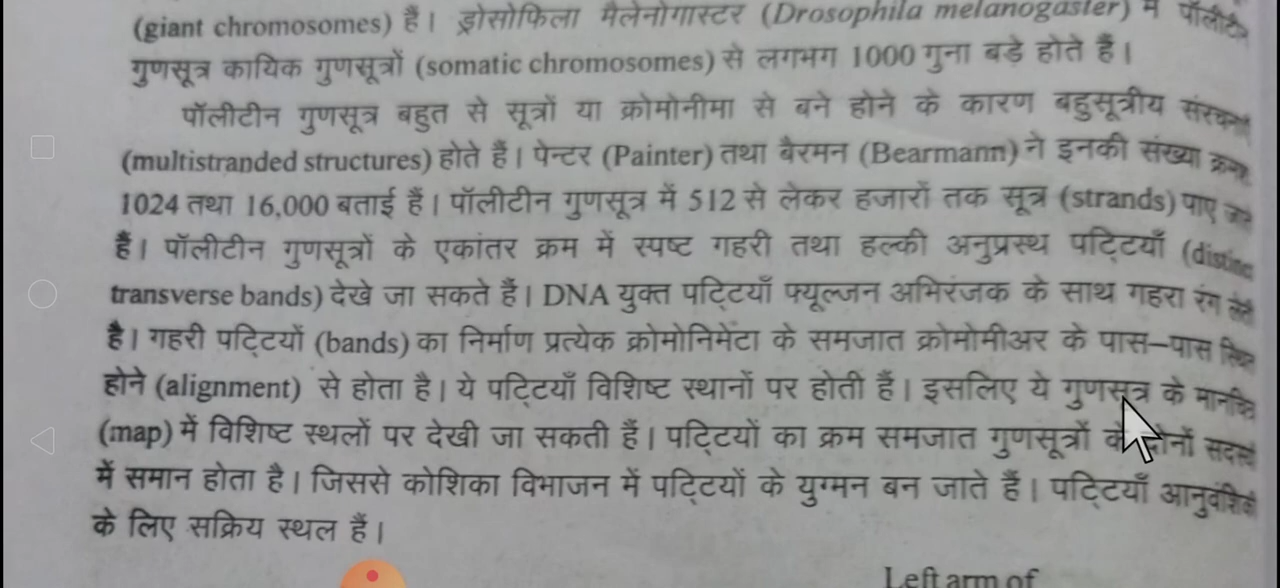 (giant chromosomes) हैं। ड्रोसोफिला मैलेनोगास्टर (Drosophila melanogaster) में पॉलीटीन
गुणसूत्र कायिक गुणसूत्रों (somatic chromosomes) से लगभग 1000 गुना बड़े होते हैं।
पॉलीटीन गुणसूत्र बहुत से सूत्रों या क्रोमोनीमा से बने होने के कारण बहुसूत्रीय संरचना
(multistranded structures) होते हैं। पेन्टर (Painter) तथा बैरमन (Bearmann) ने इनकी संख्या
1024 तथा 16,000 बताई हैं। पॉलीटीन गुणसूत्र में 512 से लेकर हजारों तक सूत्र (strands) पाए
हैं। पॉलीटीन गुणसूत्रों के एकांतर क्रम में स्पष्ट गहरी तथा हल्की अनुप्रस्थ पट्टियाँ (distinct
transverse bands) देखे जा सकते हैं। DNA युक्त पट्टियाँ फ्यूल्जन अभिरंजक के साथ गहरा रंग लेती
है। गहरी पट्टियों (bands) का निर्माण प्रत्येक क्रोमोनिमेंटा के समजात क्रोमोमीअर के पास–पास स्थित
होने (alignment) से होता है। ये पट्टियाँ विशिष्ट स्थानों पर होती हैं। इसलिए ये गुणसूत्र के
(map) में विशिष्ट स्थलों पर देखी जा सकती हैं। पट्टियों का क्रम समजात गुणसूत्रों के दोनों सदस्यों
में समान होता है। जिससे कोशिका विभाजन में पट्टियों के युग्मन बन जाते हैं। पट्टियाँ
के लिए सक्रिय स्थल हैं।
Left arm of